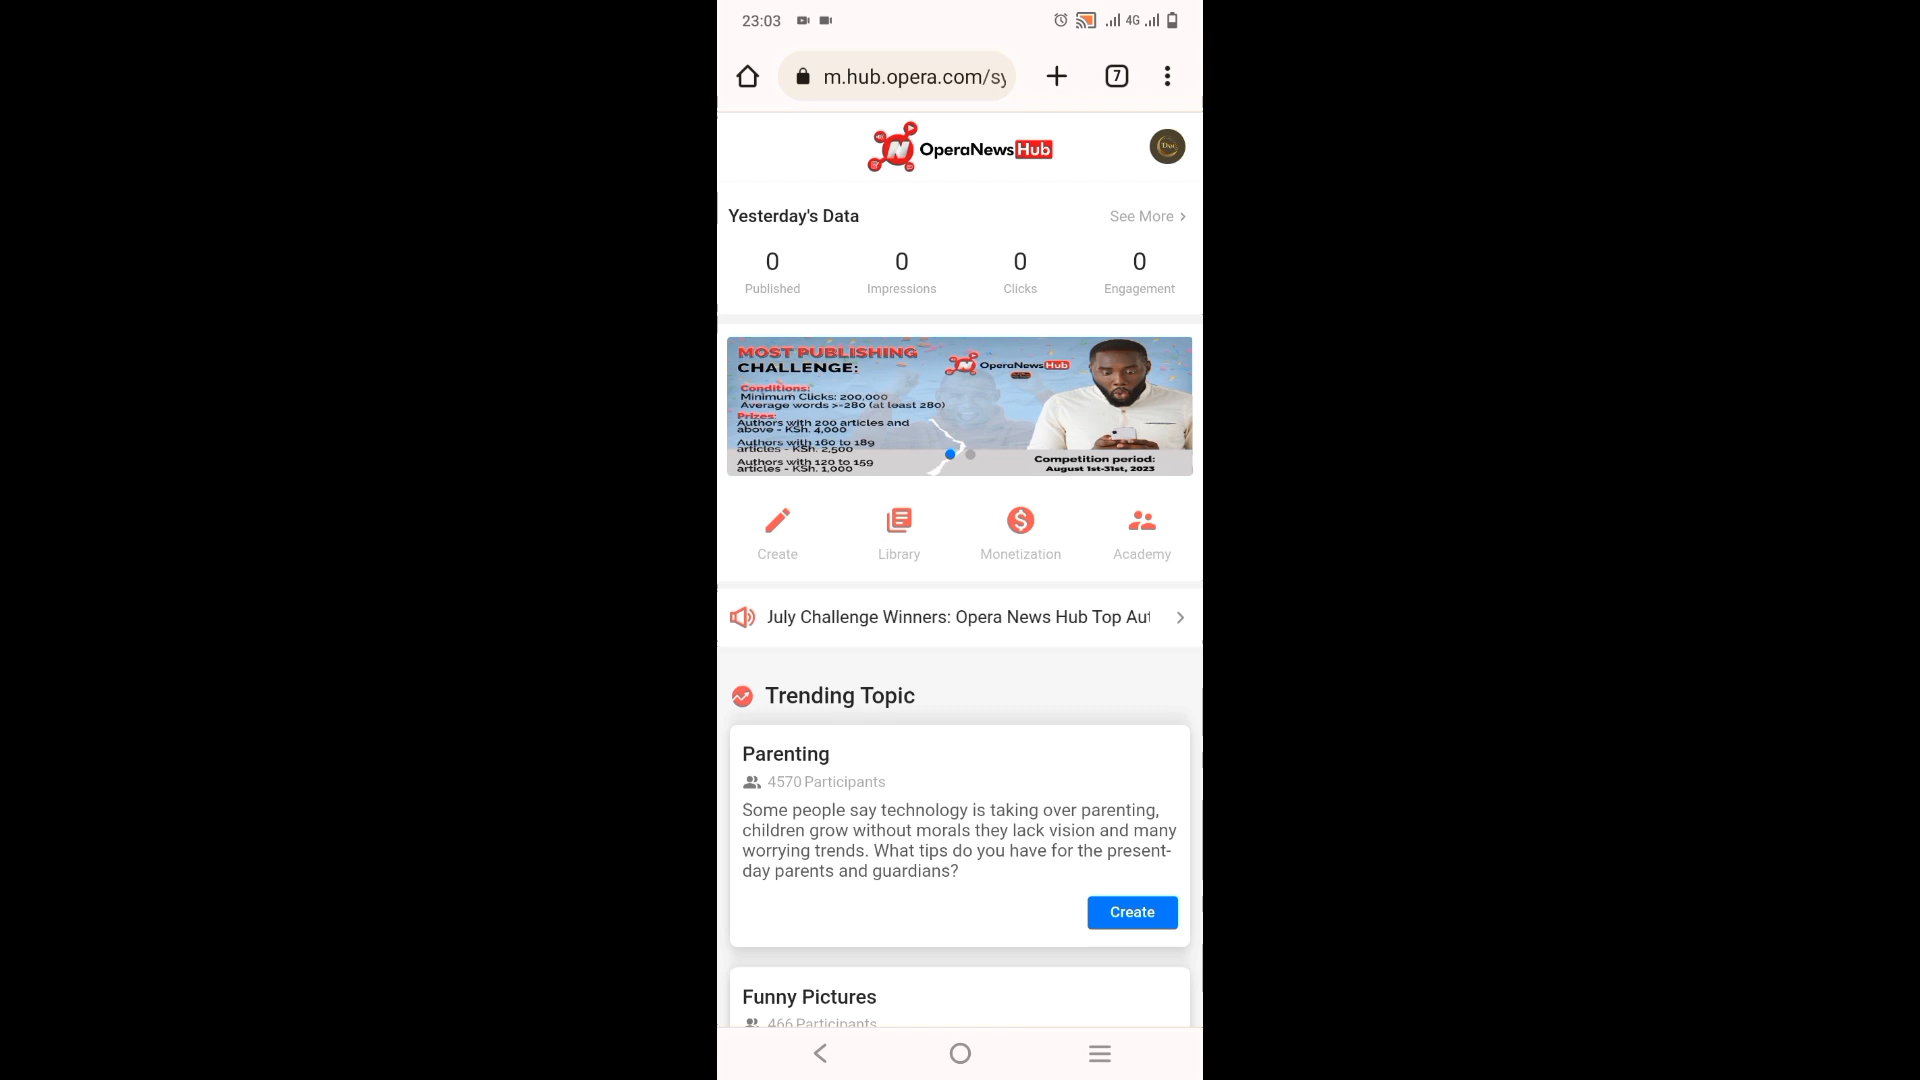 23:03
4G
m.hub.opera.com/sy
7
N OperaNews Hub
Yesterday's Data
See More
0 0 0 0
Published Impressions Clicks Engagement
MOST PUBLISHING
CHALLENGE:
OperaNews Hub
Conditions:
Minimum Clicks: 200,000
Average words >-280 (at least 280)
Prizes:
Authors with 200 articles and
above - KSh. 4,000
Authors with 160 to 189
articles - KSh. 2,500
Authors with 120 to 159
articles - KSh. 1,000
Competition period:
August 1st-31st, 2023
Create Library Monetization Academy
July Challenge Winners: Opera News Hub Top Aut
Trending Topic
Parenting
4570 Participants
Some people say technology is taking over parenting,
children grow without morals they lack vision and many
worrying trends. What tips do you have for the present-
day parents and guardians?
Create
Funny Pictures
466 Participants